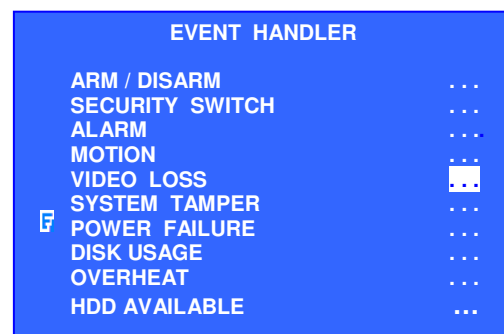 EVENT HANDLER
ARM / DISARM . . .
SECURITY SWITCH . . .
ALARM . . . .
MOTION . . .
VIDEO LOSS . . .
SYSTEM TAMPER . . .
F
POWER FAILURE . . .
DISK USAGE . . .
OVERHEAT . . .
HDD AVAILABLE ...